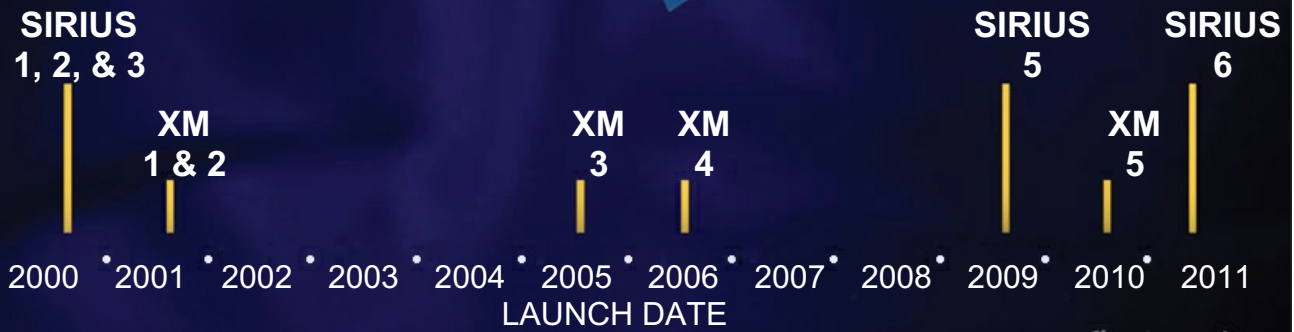 SIRIUS
1, 2, & 3
XM
1 & 2
XM
3
XM
4
SIRIUS
5
XM
5
SIRIUS
6
2000 2001 2002 2003 2004 2005 2006 2007 2008 2009 2010 2011
LAUNCH DATE